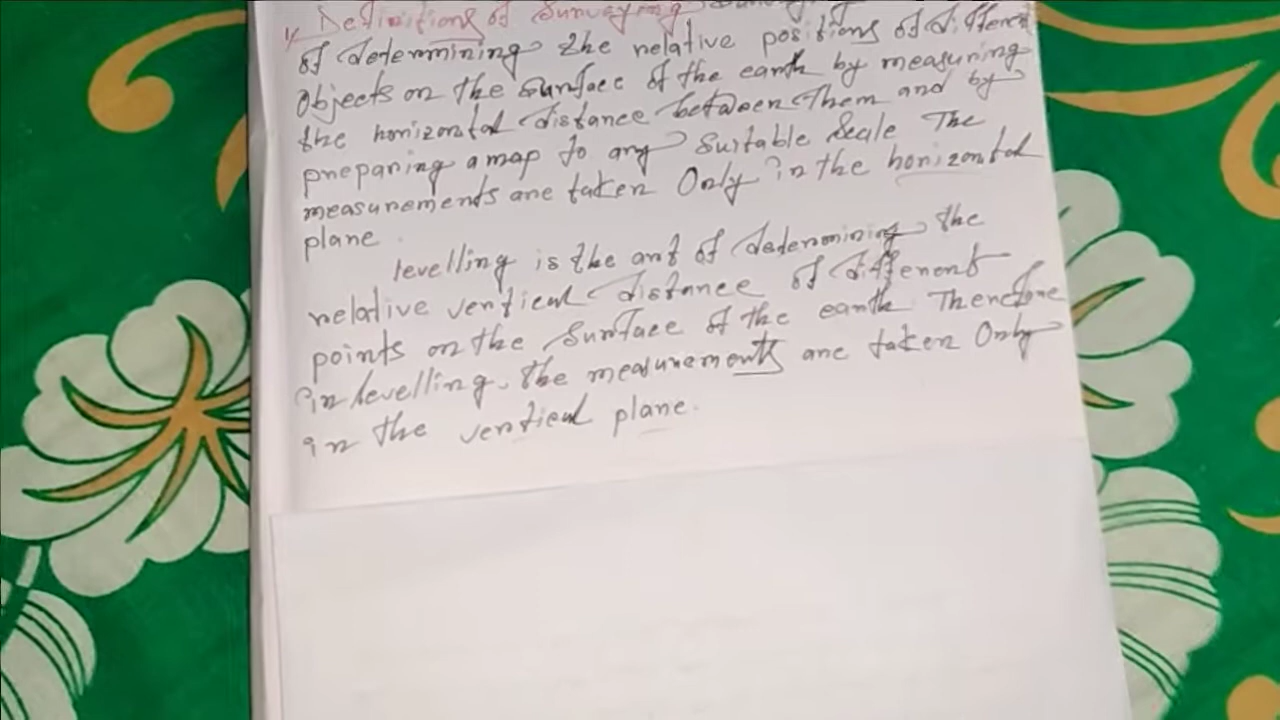 1) Definitions of Surveying
of determining the relative positions of different
Objects on the Surface of the earth by measuring
the horizontal distance between Them and by
preparing a map to any Suitable Scale The
measurements are taken Only in the horizontal
plane.
levelling is the art of determining the
relative vertical distance of different
points on the Surface of the earth Therefore
in levelling, the measurements are taken Only
in the vertical plane.